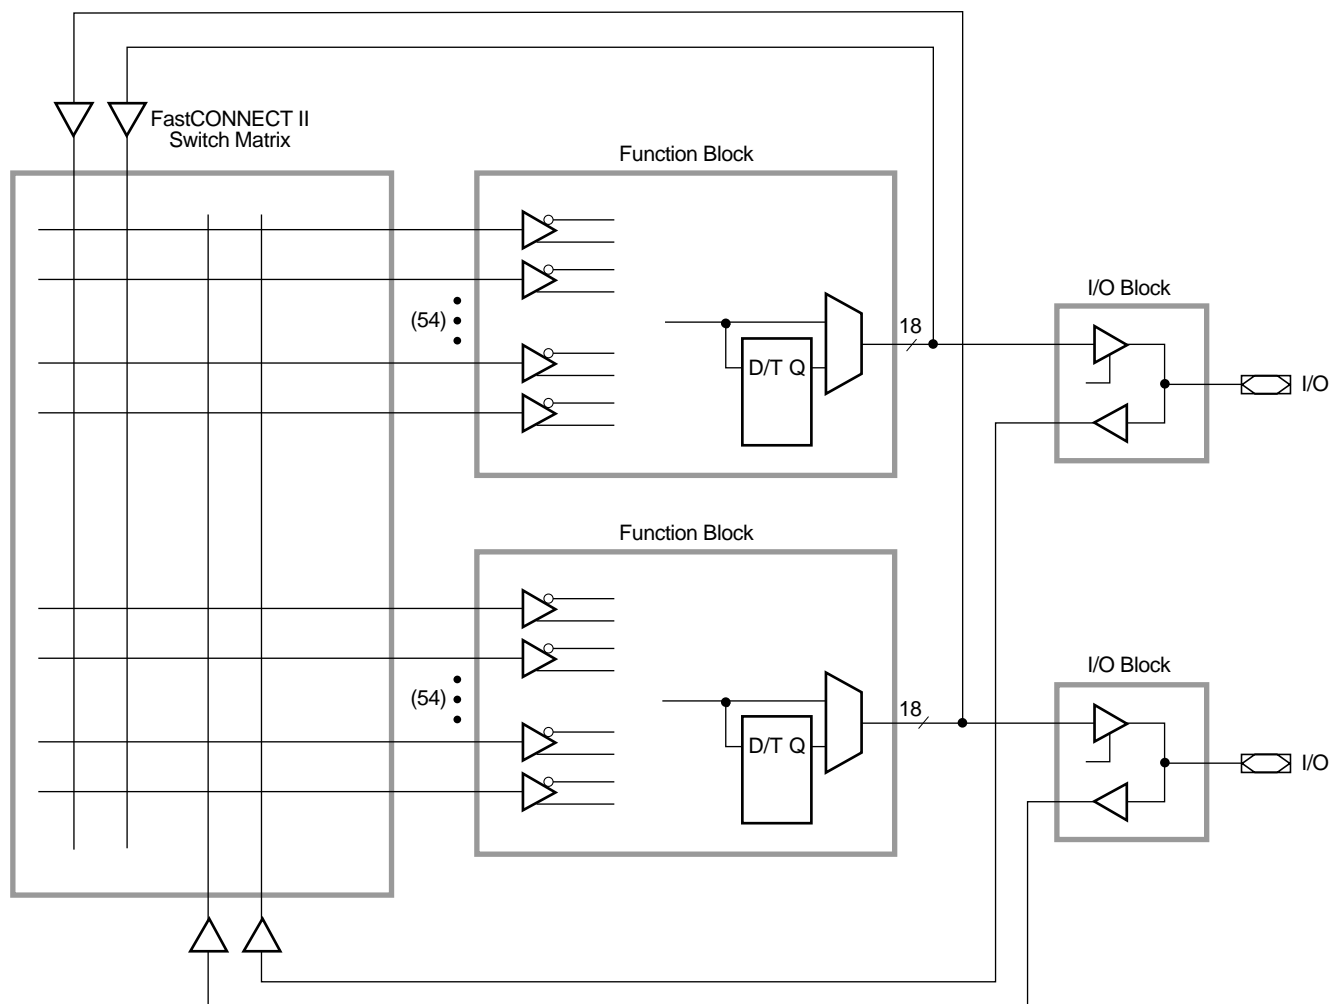 FastCONNECT II
Switch Matrix
Function Block
I/O Block
(54)
18
D/T Q
I/O
Function Block
I/O Block
(54)
18
D/T Q
I/O